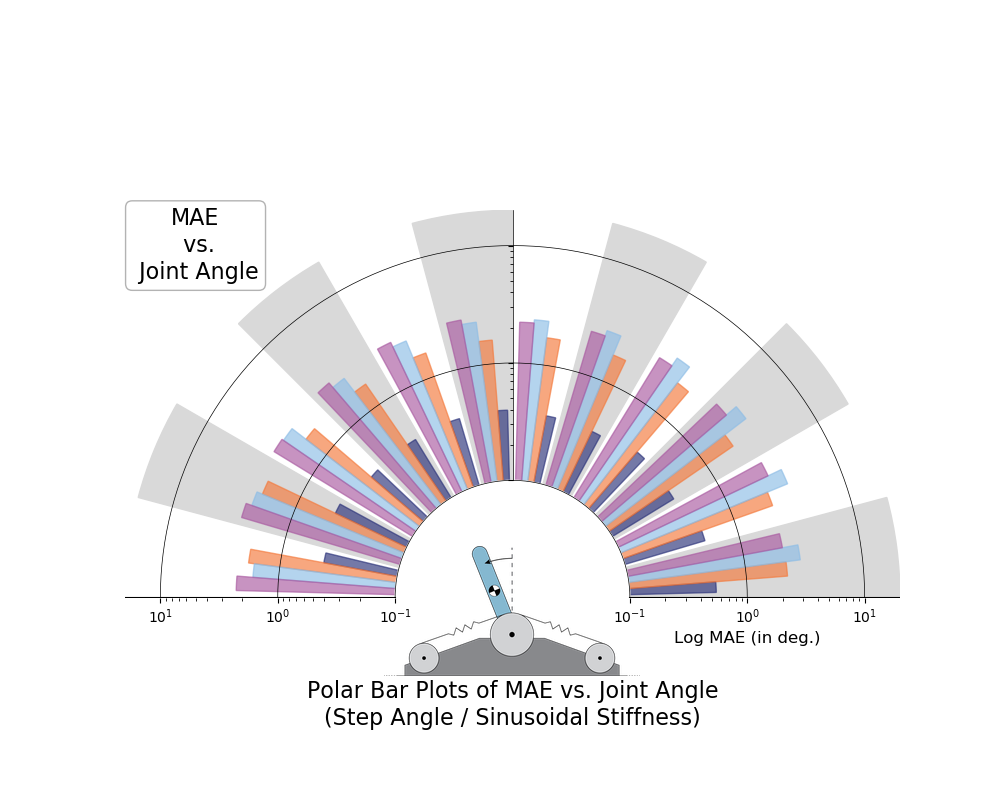 MAE
vs.
Joint Angle
10¹ 10⁰ 10⁻¹ 10⁻¹ 10⁰ 10¹
Log MAE (in deg.)
Polar Bar Plots of MAE vs. Joint Angle
(Step Angle / Sinusoidal Stiffness)